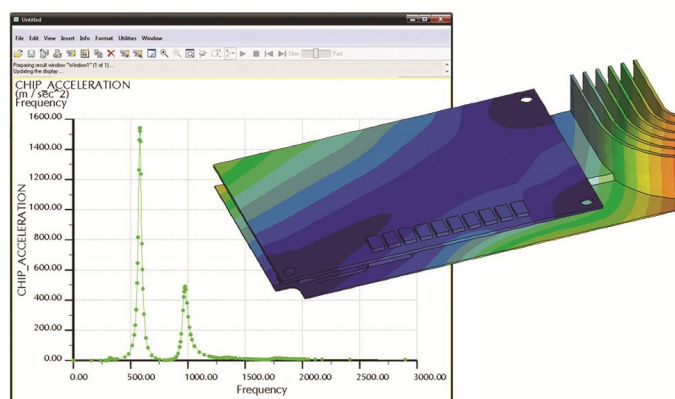 Untitled
File Edit View Insert Info Format Utilities Window
Slow Fast
Preparing result window "Window1" (1 of 1) ...
Updating the display ...
CHIP_ACCELERATION
(m / sec^2)
Frequency
CHIP_ACCELERATION
1600.00
1400.00
1200.00
1000.00
800.00
600.00
400.00
200.00
0.00
0.00 500.00 1000.00 1500.00 2000.00 2500.00 3000.00
Frequency